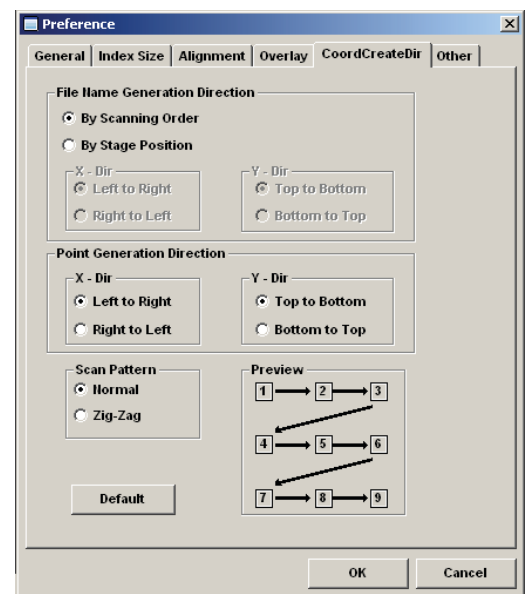 Preference
General Index Size Alignment Overlay CoordCreateDir Other
File Name Generation Direction
By Scanning Order
By Stage Position
X - Dir
Left to Right
Right to Left
Y - Dir
Top to Bottom
Bottom to Top
Point Generation Direction
X - Dir
Left to Right
Right to Left
Y - Dir
Top to Bottom
Bottom to Top
Scan Pattern
Normal
Zig-Zag
Preview
1 2 3
4 5 6
7 8 9
Default
OK Cancel